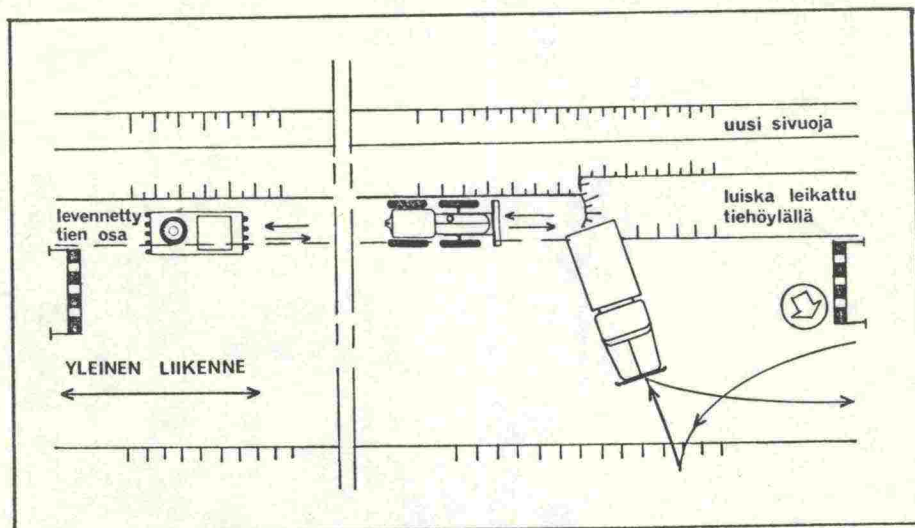 uusi sivuoja
luiska leikattu
tiehöylällä
levennetty
tien osa
YLEINEN LIIKENNE